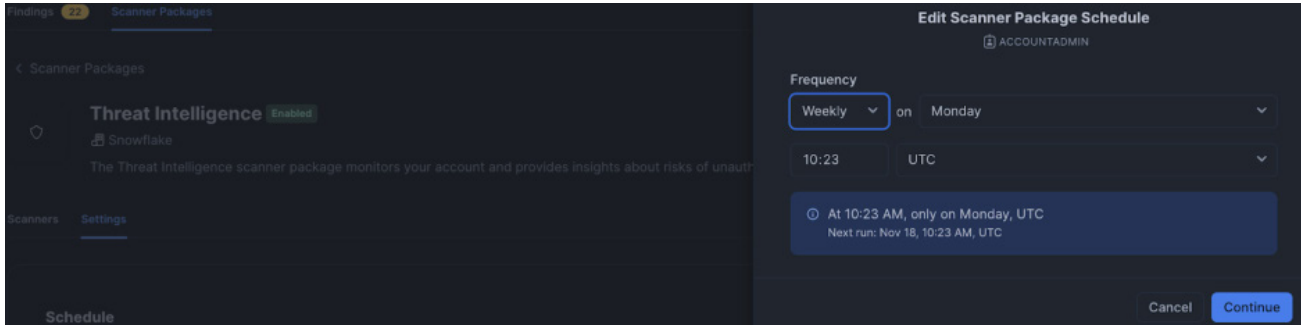 Findings 22 Scanner Packages
< Scanner Packages
Threat Intelligence Enabled
Snowflake
The Threat Intelligence scanner package monitors your account and provides insights about risks of unauth
Scanners Settings
Schedule
Edit Scanner Package Schedule
ACCOUNTADMIN
Frequency
Weekly on Monday
10:23 UTC
At 10:23 AM, only on Monday, UTC
Next run: Nov 18, 10:23 AM, UTC
Cancel Continue